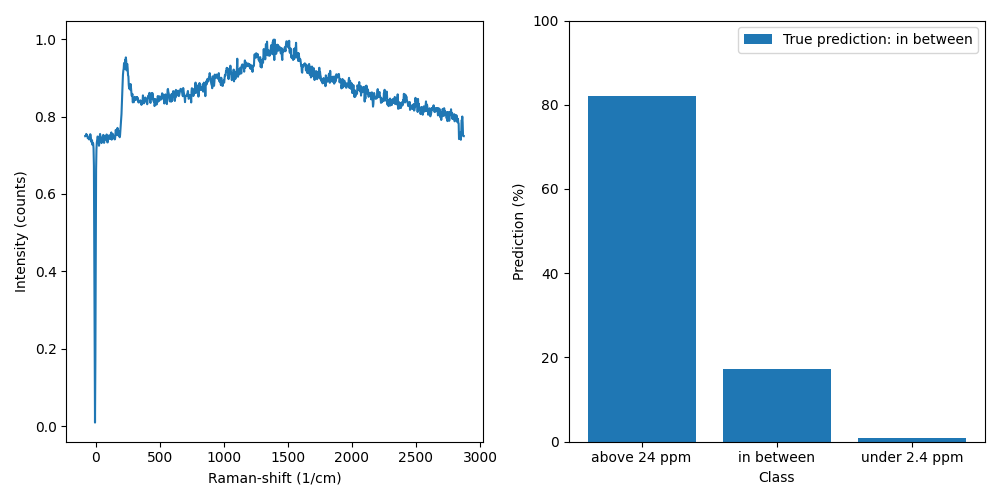 1.0
0.8
0.6
0.4
0.2
0.0
Intensity (counts)
0 500 1000 1500 2000 2500 3000
Raman-shift (1/cm)
100
80
60
40
20
0
Prediction (%)
True prediction: in between
above 24 ppm in between under 2.4 ppm
Class